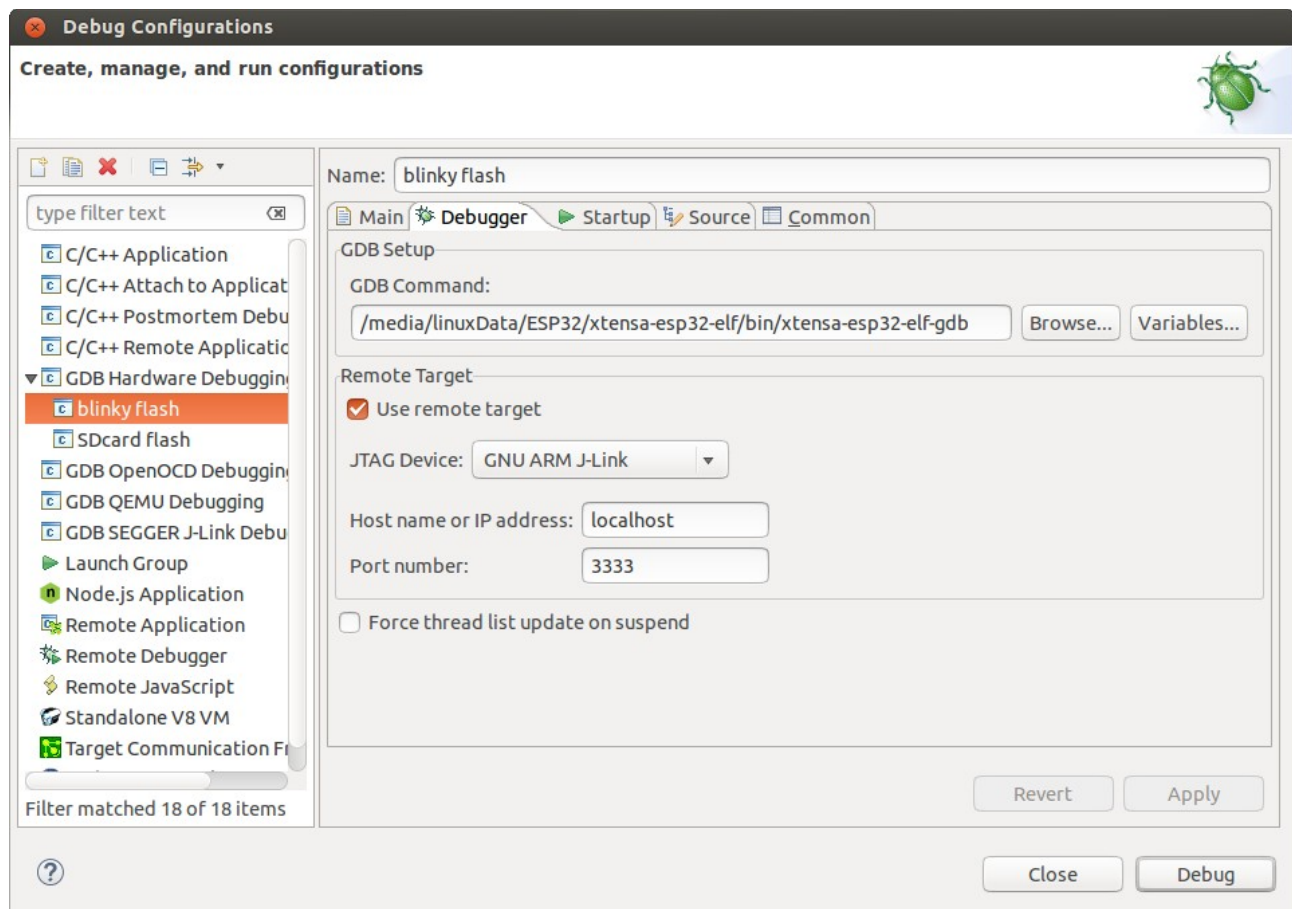 Debug Configurations
Create, manage, and run configurations
type filter text
C/C++ Application
C/C++ Attach to Applicat
C/C++ Postmortem Debu
C/C++ Remote Applicatic
GDB Hardware Debugging
blinky flash
SDcard flash
GDB OpenOCD Debugging
GDB QEMU Debugging
GDB SEGGER J-Link Debu
Launch Group
Node.js Application
Remote Application
Remote Debugger
Remote JavaScript
Standalone V8 VM
Target Communication Fr
Filter matched 18 of 18 items
Name: blinky flash
Main Debugger Startup Source Common
GDB Setup
GDB Command:
/media/linuxData/ESP32/xtensa-esp32-elf/bin/xtensa-esp32-elf-gdb Browse... Variables...
Remote Target
Use remote target
JTAG Device: GNU ARM J-Link
Host name or IP address: localhost
Port number: 3333
Force thread list update on suspend
Revert Apply
Close Debug